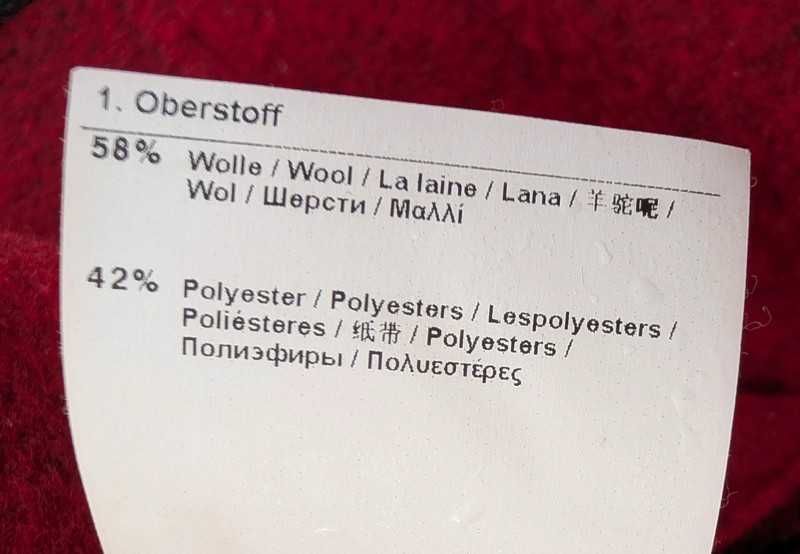 1. Oberstoff
58% Wolle / Wool / La laine / Lana / 羊驼呢 /
Wol / Шерсти / Μαλλί
42% Polyester / Polyesters / Lespolyesters /
Poliésteres / 纸带 / Polyesters /
Полиэфиры / Πολυεστέρες